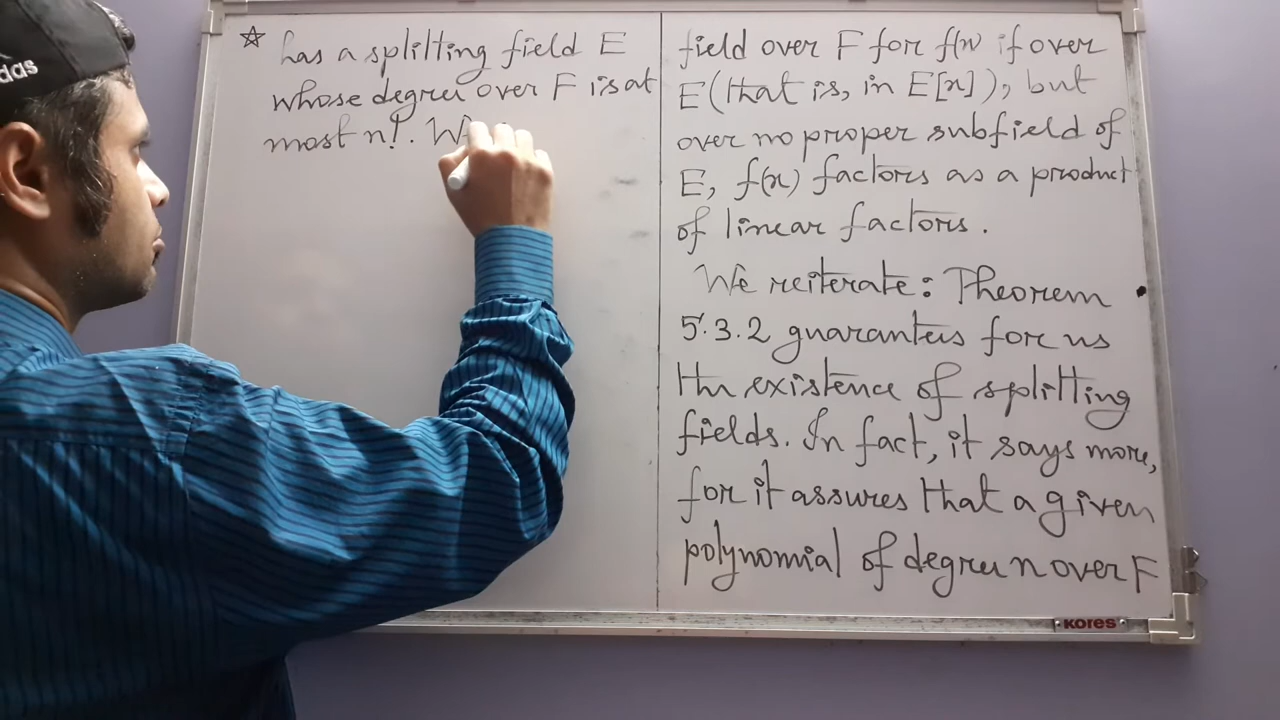 ☆ has a splitting field E
whose degree over F is at
most n!. W
field over F for f(x) if over
E (that is, in E[x]), but
over no proper subfield of
E, f(x) factors as a product
of linear factors.
We reiterate: Theorem
5.3.2 guarantees for us
the existence of splitting
fields. In fact, it says more,
for it assures that a given
polynomial of degree n over F
KORES
das